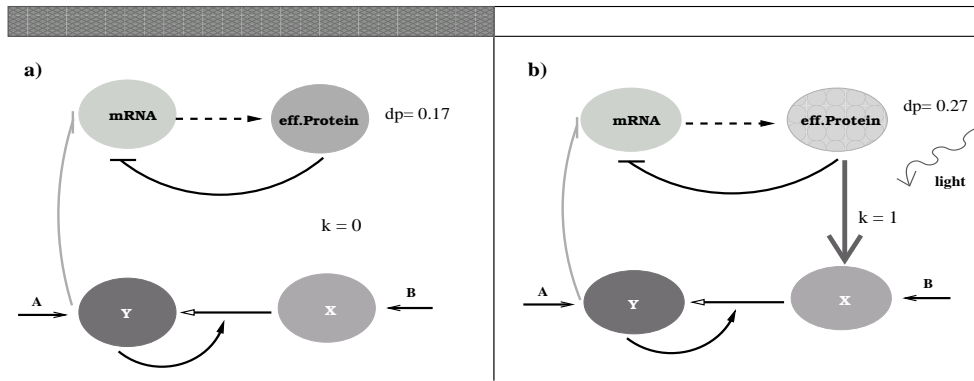 a)
mRNA
eff.Protein
dp= 0.17
k = 0
A
Y
X
B
b)
mRNA
eff.Protein
dp= 0.27
light
k = 1
A
Y
X
B